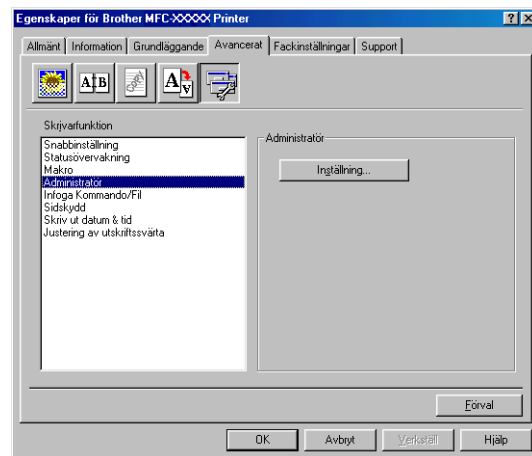 Egenskaper för Brother MFC-XXXXX Printer
Allmänt Information Grundläggande Avancerat Fackinställningar Support
A B Copy A v
Skrivarfunktion
Snabbinställning
Statusövervakning
Makro
Administratör
Infoga Kommando/Fil
Sidskydd
Skriv ut datum & tid
Justering av utskriftssvärta
Administratör
Inställning...
Förval
OK Avbryt Verkställ Hjälp